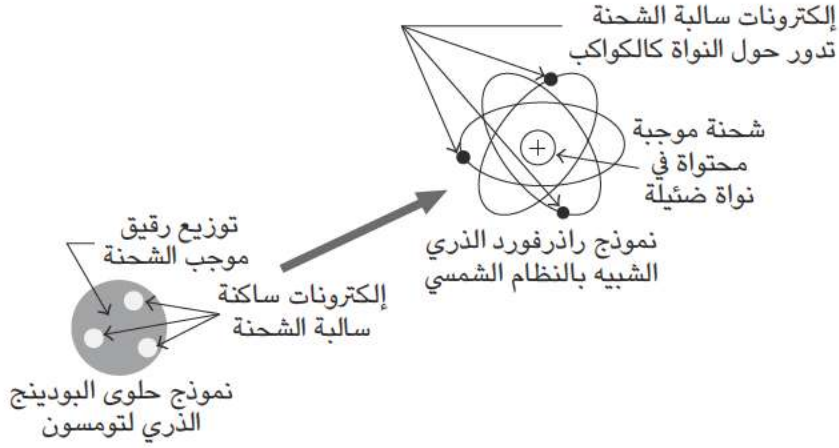 إلكترونات سالبة الشحنة
تدور حول النواة كالكواكب
شحنة موجبة
محتواة في
نواة ضئيلة
+
نموذج راذرفورد الذري
الشبيه بالنظام الشمسي
توزيع رقيق
موجب الشحنة
إلكترونات ساكنة
سالبة الشحنة
نموذج حلوى البودينج
الذري لتومسون